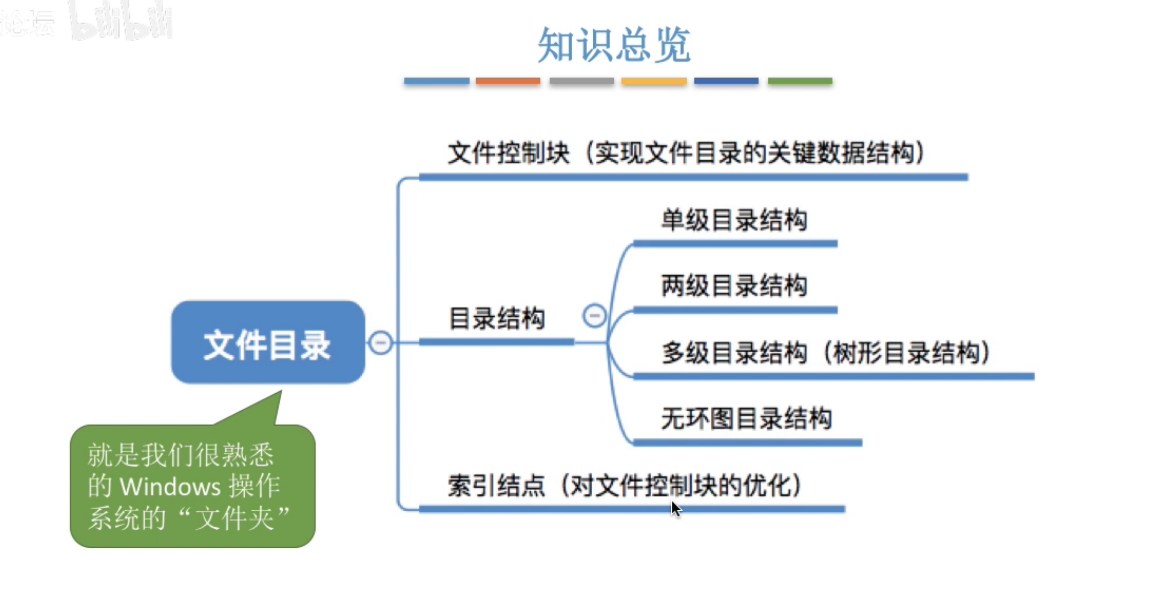 论坛 bilibili
知识总览
文件控制块（实现文件目录的关键数据结构）
单级目录结构
两级目录结构
目录结构
文件目录
多级目录结构（树形目录结构）
无环图目录结构
就是我们很熟悉
的 Windows 操作
系统的“文件夹”
索引结点（对文件控制块的优化）